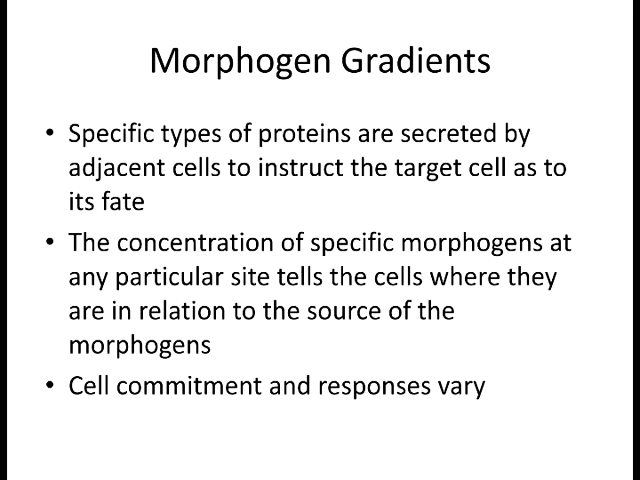 Morphogen Gradients
• Specific types of proteins are secreted by
adjacent cells to instruct the target cell as to
its fate
• The concentration of specific morphogens at
any particular site tells the cells where they
are in relation to the source of the
morphogens
• Cell commitment and responses vary